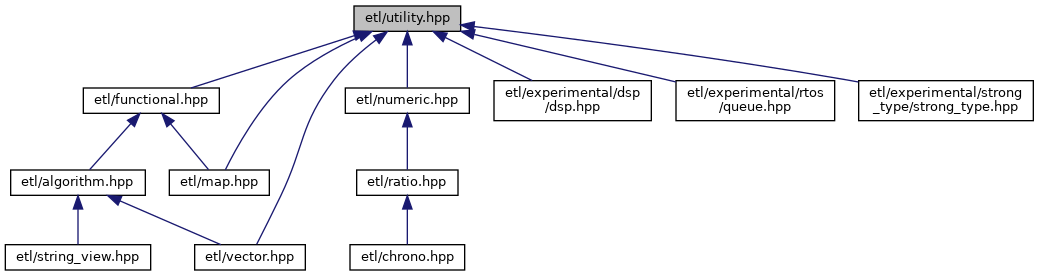 etl/utility.hpp
etl/functional.hpp
etl/numeric.hpp
etl/experimental/dsp
/dsp.hpp
etl/experimental/rtos
/queue.hpp
etl/experimental/strong
_type/strong_type.hpp
etl/algorithm.hpp
etl/map.hpp
etl/ratio.hpp
etl/string_view.hpp
etl/vector.hpp
etl/chrono.hpp